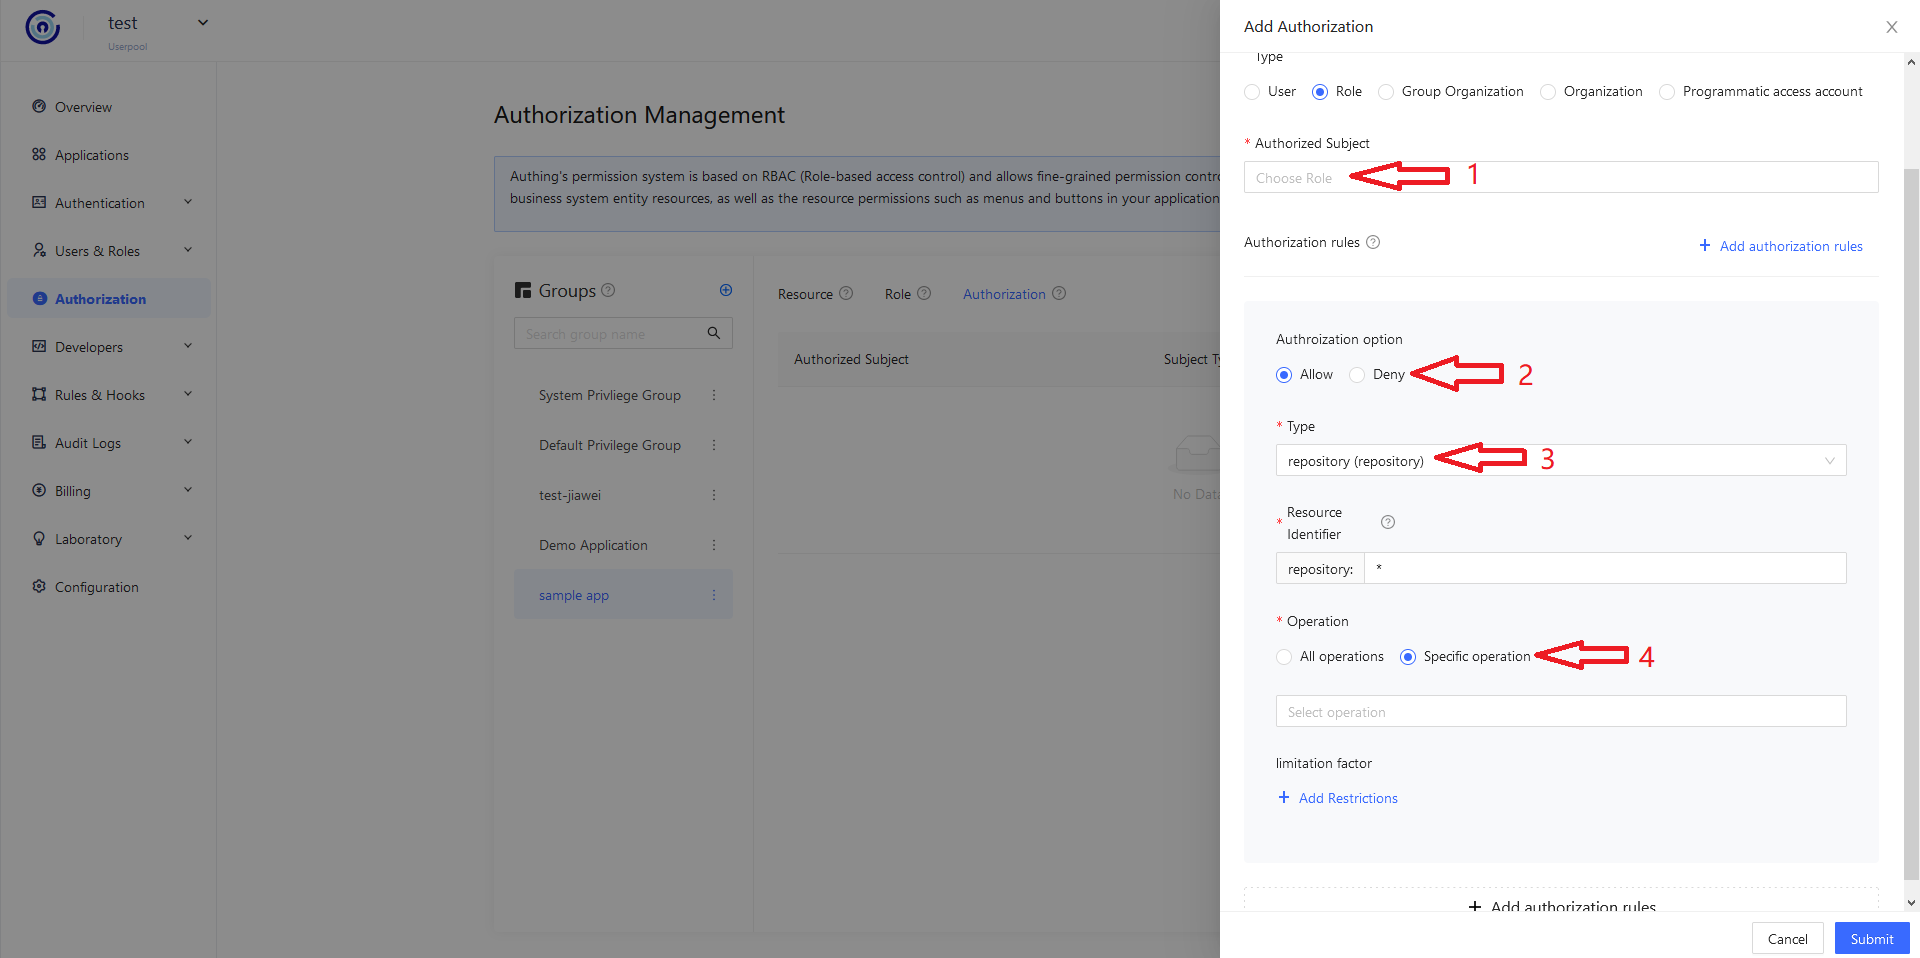 test
Userpool
Overview
Applications
Authentication
Users & Roles
Authorization
Developers
Rules & Hooks
Audit Logs
Billing
Laboratory
Configuration
Authorization Management
Authing's permission system is based on RBAC (Role-based access control) and allows fine-grained permission contro
business system entity resources, as well as the resource permissions such as menus and buttons in your application
Groups
Search group name
System Privliege Group
Default Privilege Group
test-jiawei
Demo Application
sample app
Resource Role Authorization
Authorized Subject Subject Ty
No Data
Add Authorization
Type
User Role Group Organization Organization Programmatic access account
* Authorized Subject
Choose Role 1
Authorization rules + Add authorization rules
Authroization option
Allow Deny 2
* Type
repository (repository) 3
* Resource
Identifier
repository: *
* Operation
All operations Specific operation 4
Select operation
limitation factor
+ Add Restrictions
+ Add authorization rules
Cancel Submit